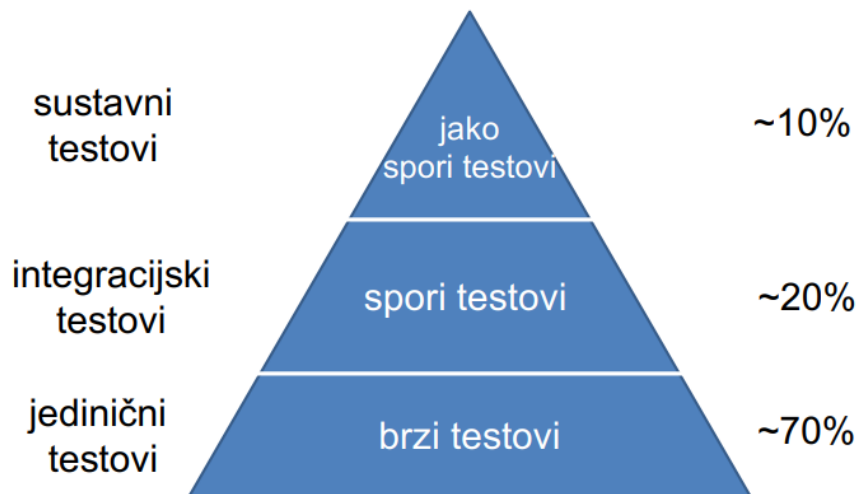 sustavni
testovi
jako
spori testovi
~10%
integracijski
testovi
spori testovi
~20%
jedinični
testovi
brzi testovi
~70%